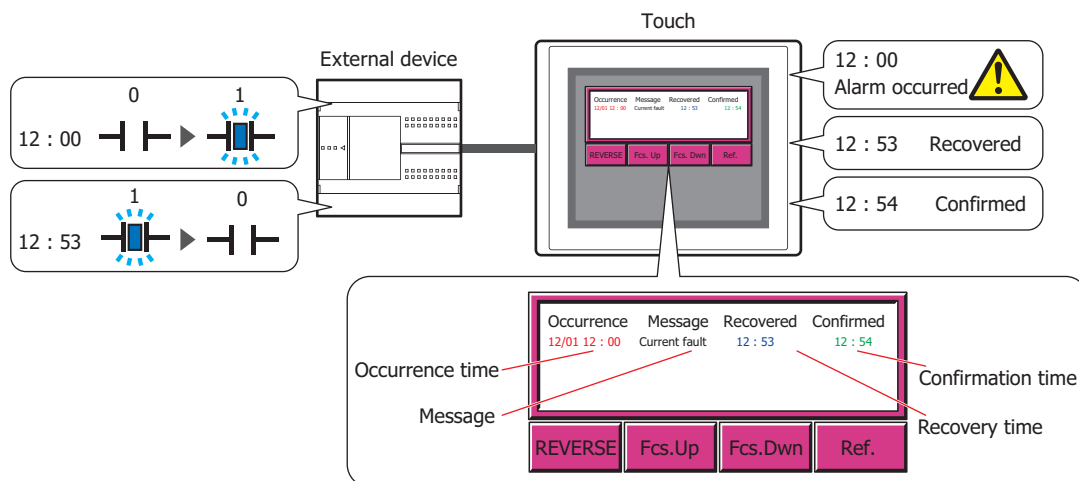 Touch
External device
0 1
12 : 00
1 0
12 : 53
12 : 00
Alarm occurred
12 : 53 Recovered
12 : 54 Confirmed
Occurrence Message Recovered Confirmed
12/01 12 : 00 Current fault 12 : 53 12 : 54
REVERSE Fcs. Up Fcs. Dwn Ref.
Occurrence Message Recovered Confirmed
12/01 12 : 00 Current fault 12 : 53 12 : 54
Occurrence time
Confirmation time
Message
Recovery time
REVERSE Fcs.Up Fcs.Dwn Ref.